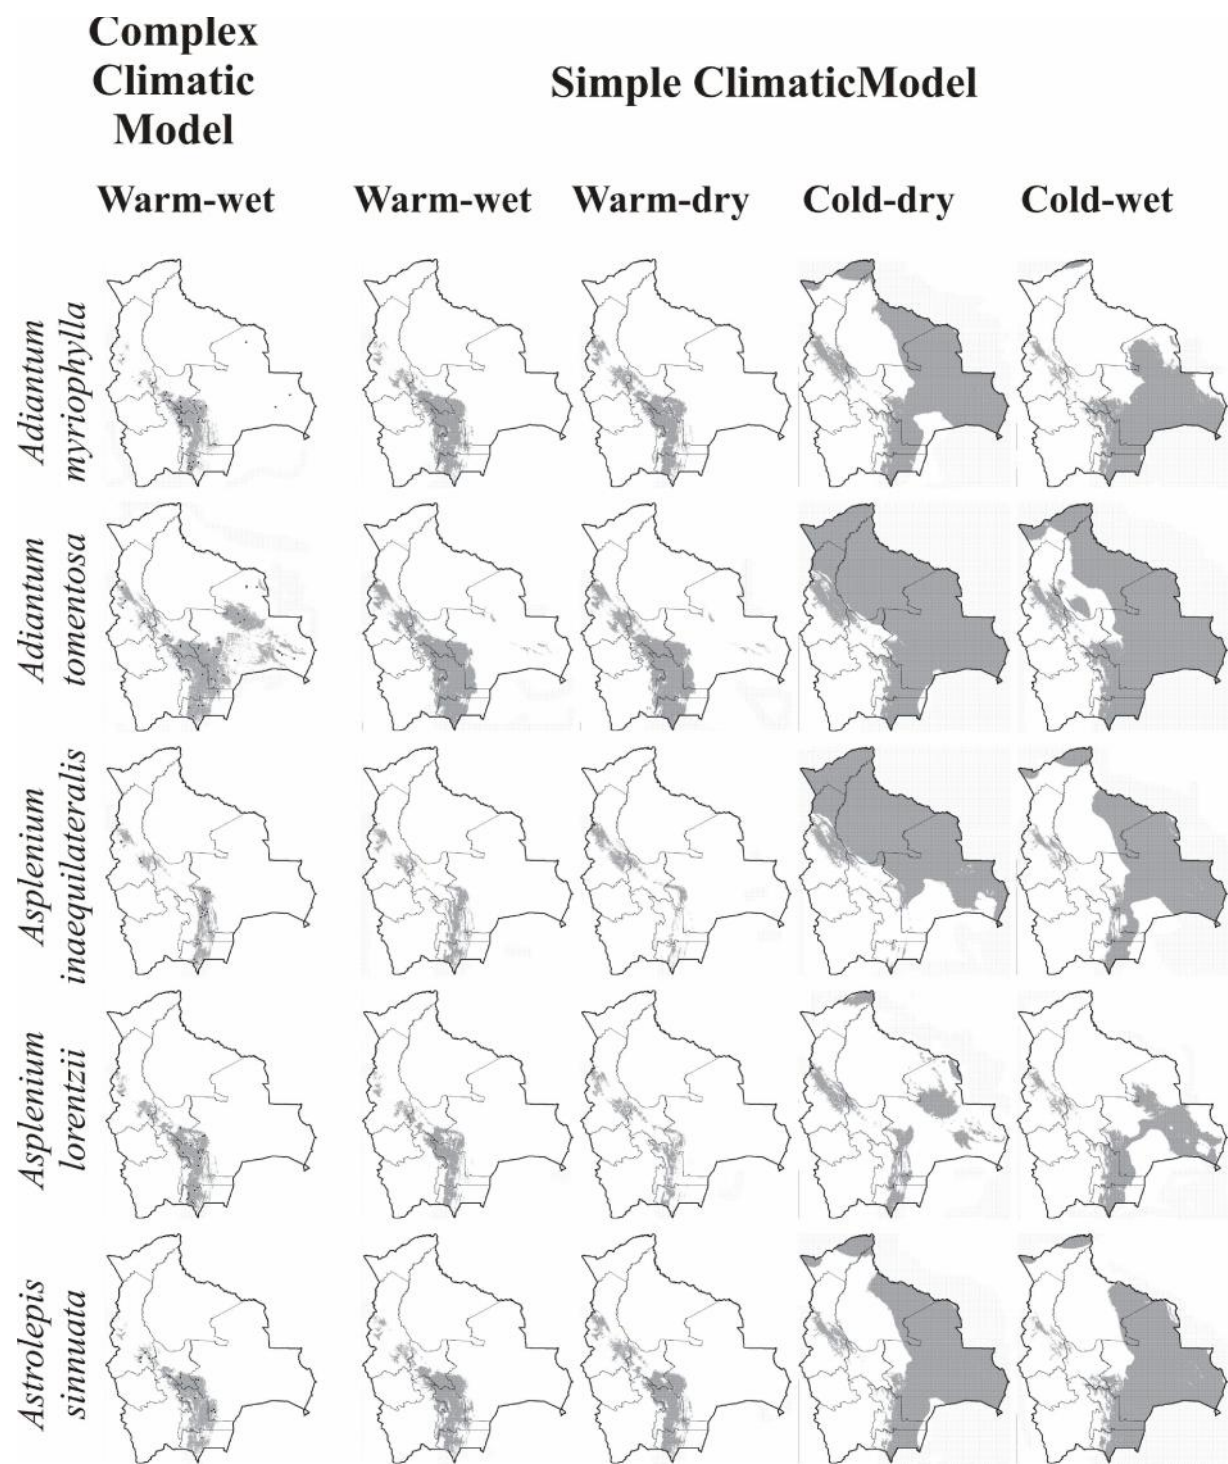 Complex
Climatic
Model
Simple ClimaticModel
Warm-wet
Warm-wet
Warm-dry
Cold-dry
Cold-wet
Adiantum
myriophylla
Adiantum
tomentosa
Asplenium
inaequilateralis
Asplenium
lorentzii
Astrolepis
sinnuata